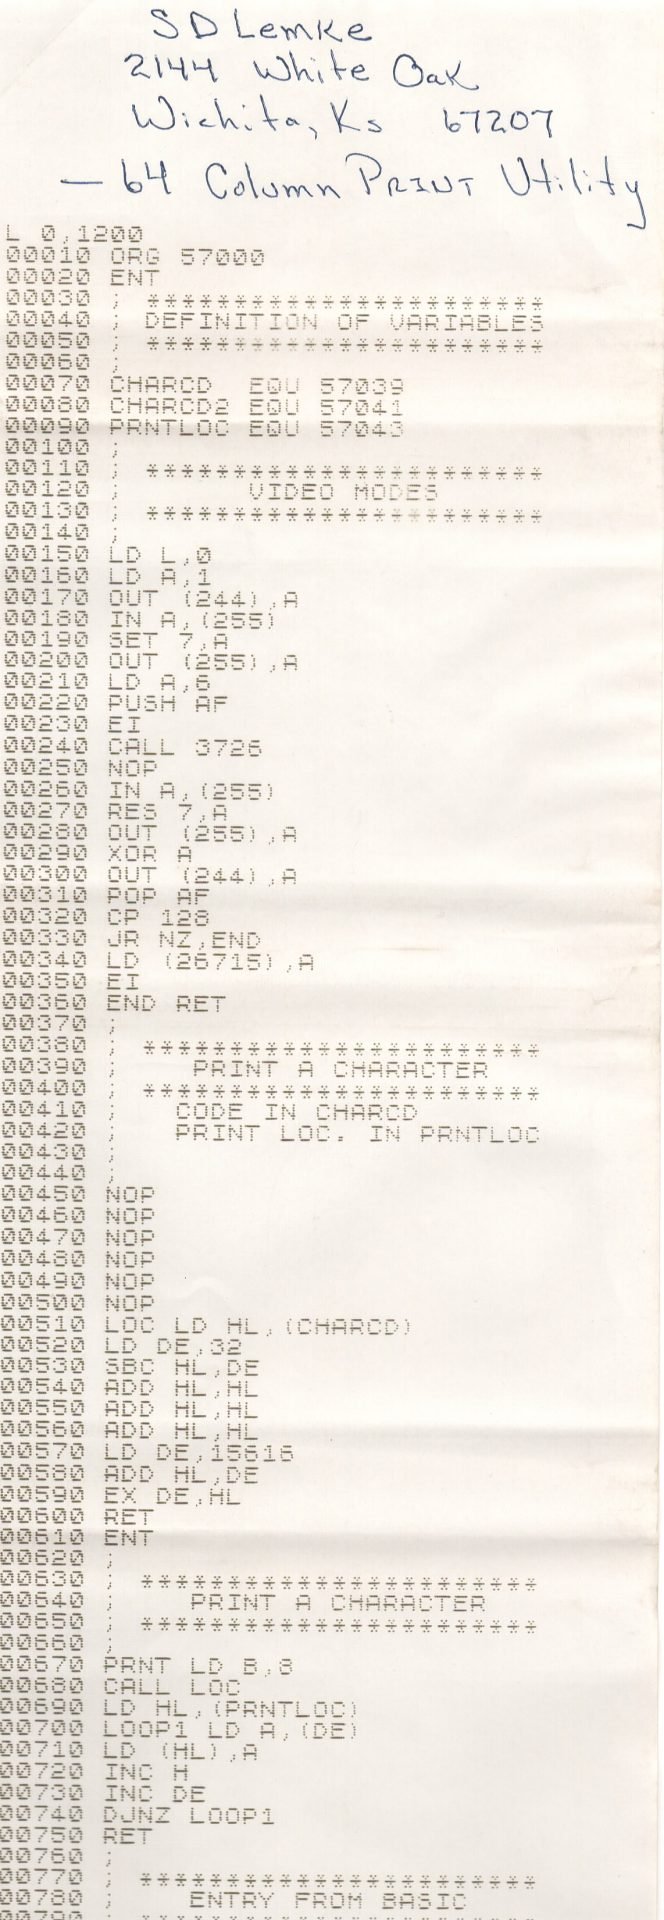 S D Lemke
2144 White Oak
Wichita, Ks 67207
— 64 Column PRINT Utility
L 0,1200
00010 ORG 57000
00020 ENT
00030 ; **********************
00040 ; DEFINITION OF VARIABLES
00050 ; **********************
00060 ;
00070 CHARCD EQU 57039
00080 CHARCD2 EQU 57041
00090 PRNTLOC EQU 57043
00100 ;
00110 ; **********************
00120 ; VIDEO MODES
00130 ; **********************
00140 ;
00150 LD L,0
00160 LD A,1
00170 OUT (244),A
00180 IN A,(255)
00190 SET 7,A
00200 OUT (255),A
00210 LD A,6
00220 PUSH AF
00230 EI
00240 CALL 3726
00250 NOP
00260 IN A,(255)
00270 RES 7,A
00280 OUT (255),A
00290 XOR A
00300 OUT (244),A
00310 POP AF
00320 CP 128
00330 JR NZ,END
00340 LD (26715),A
00350 EI
00360 END RET
00370 ;
00380 ; **********************
00390 ; PRINT A CHARACTER
00400 ; **********************
00410 ; CODE IN CHARCD
00420 ; PRINT LOC. IN PRNTLOC
00430 ;
00440 ;
00450 NOP
00460 NOP
00470 NOP
00480 NOP
00490 NOP
00500 NOP
00510 LOC LD HL,(CHARCD)
00520 LD DE,32
00530 SBC HL,DE
00540 ADD HL,HL
00550 ADD HL,HL
00560 ADD HL,HL
00570 LD DE,15616
00580 ADD HL,DE
00590 EX DE,HL
00600 RET
00610 ENT
00620 ;
00630 ; **********************
00640 ; PRINT A CHARACTER
00650 ; **********************
00660 ;
00670 PRNT LD B,8
00680 CALL LOC
00690 LD HL,(PRNTLOC)
00700 LOOP1 LD A,(DE)
00710 LD (HL),A
00720 INC H
00730 INC DE
00740 DJNZ LOOP1
00750 RET
00760 ;
00770 ; **********************
00780 ; ENTRY FROM BASIC
00790 ; **********************